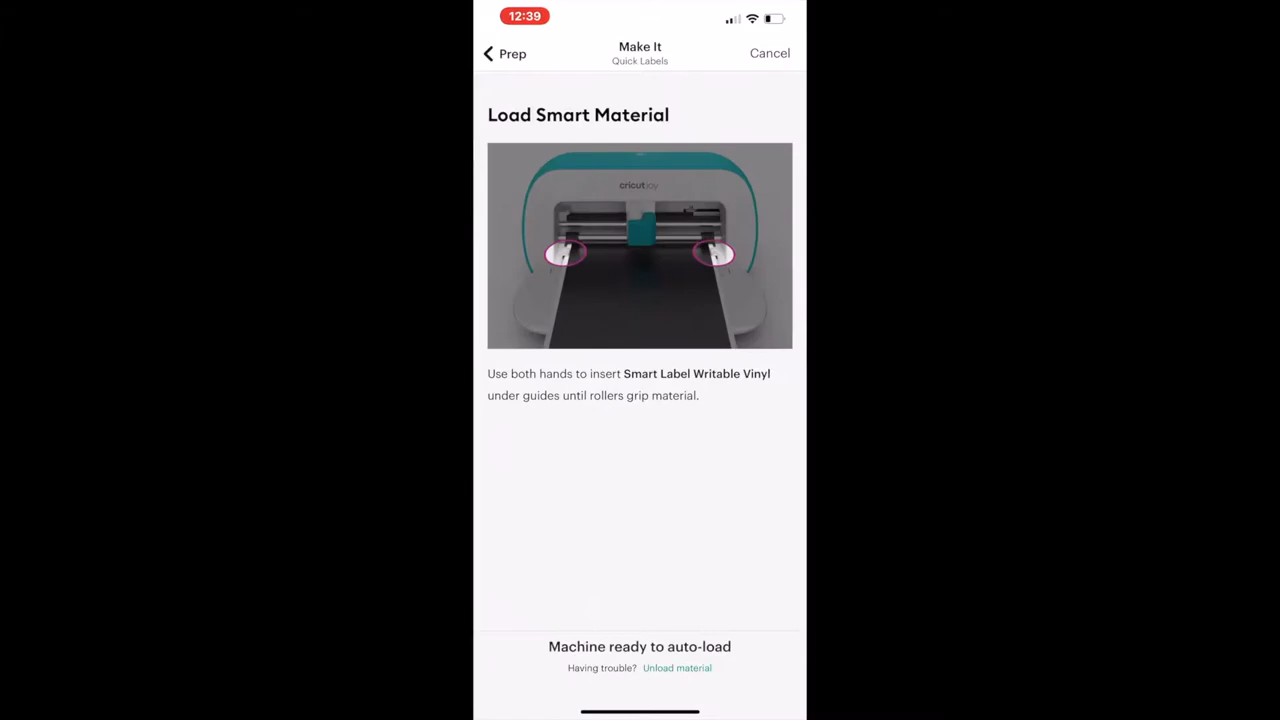 12:39
Prep
Make It
Cancel
Quick Labels
Load Smart Material
cricut joy
Use both hands to insert Smart Label Writable Vinyl
under guides until rollers grip material.
Machine ready to auto-load
Having trouble? Unload material